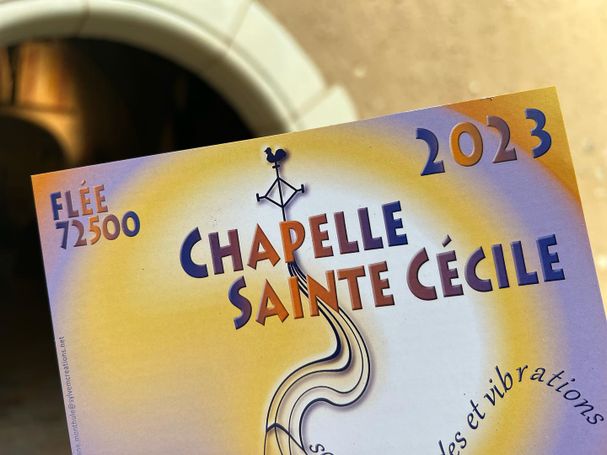 2023
FLÉE
72500
CHAPELLE
SAINTE CÉCILE
et vibrations